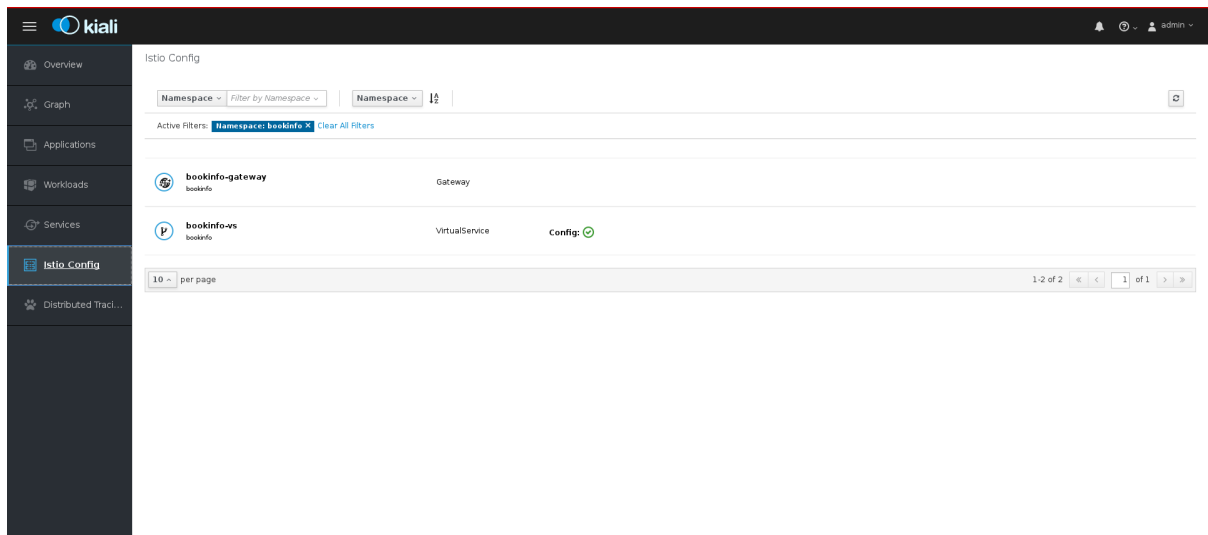 kiali
admin
Overview
Graph
Applications
Workloads
Services
Istio Config
Distributed Traci...
Istio Config
Namespace Filter by Namespace Namespace
Active Filters: Namespace: bookinfo × Clear All Filters
bookinfo-gateway
bookinfo
Gateway
bookinfo-vs
bookinfo
VirtualService
Config:
10 per page
1-2 of 2 « < 1 of 1 > »